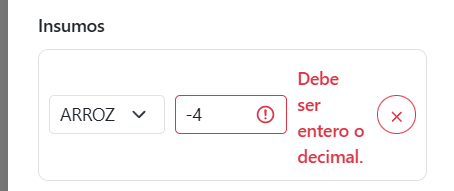 Insumos
ARROZ
-4
Debe
ser
entero o
decimal.